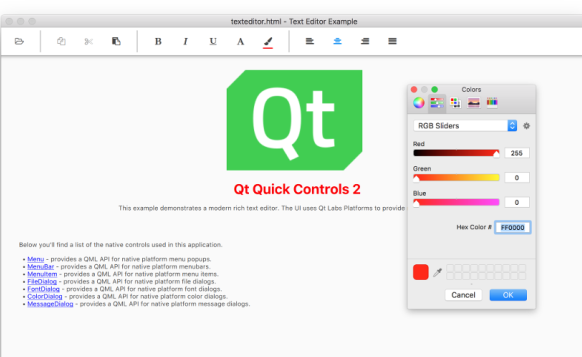 texteditor.html - Text Editor Example
B I U A
Qt
Colors
RGB Sliders
Red
255
Green
0
Blue
0
Hex Color # FF0000
Cancel OK
Qt Quick Controls 2
This example demonstrates a modern rich text editor. The UI uses Qt Labs Platforms to provide
Below you'll find a list of the native controls used in this application.
• Menu - provides a QML API for native platform menu popups.
• MenuBar - provides a QML API for native platform menubars.
• MenuItem - provides a QML API for native platform menu items.
• FileDialog - provides a QML API for native platform file dialogs.
• FontDialog - provides a QML API for native platform font dialogs.
• ColorDialog - provides a QML API for native platform color dialogs.
• MessageDialog - provides a QML API for native platform message dialogs.